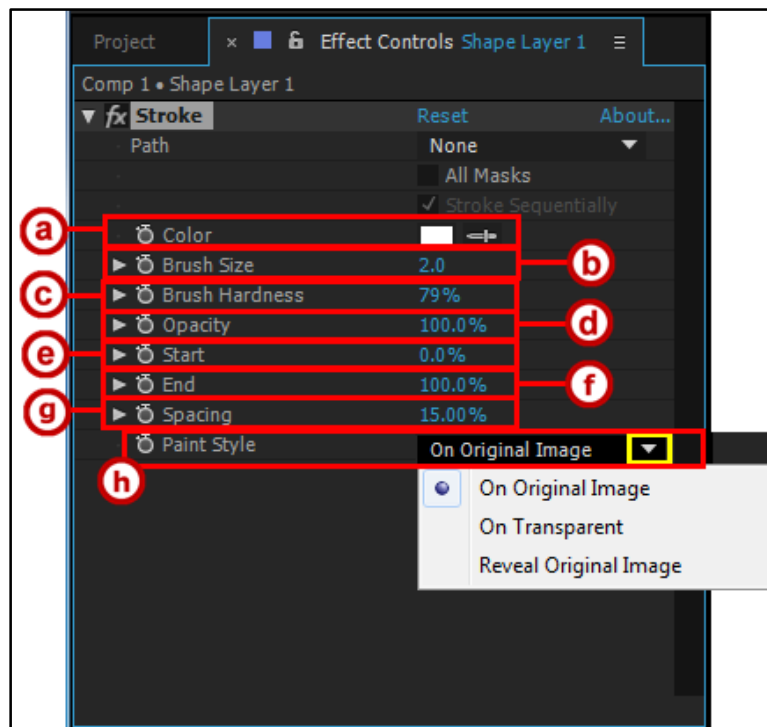 Project × Effect Controls Shape Layer 1 ≡
Comp 1 • Shape Layer 1
fx Stroke Reset About...
Path None
All Masks
✓ Stroke Sequentially
a Color
Brush Size 2.0 b
c Brush Hardness 79%
Opacity 100.0% d
e Start 0.0%
End 100.0% f
g Spacing 15.00%
Paint Style On Original Image
h
On Original Image
On Transparent
Reveal Original Image